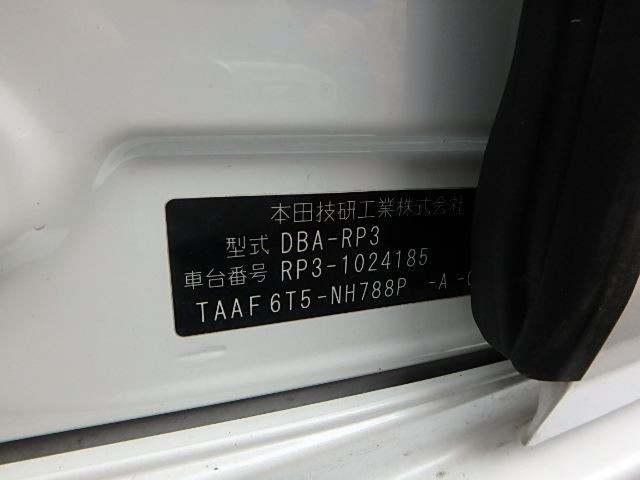 本田技研工業株式会社
型式 DBA-RP3
車台番号 RP3-1024185
TAAF 6T5-NH788P -A -